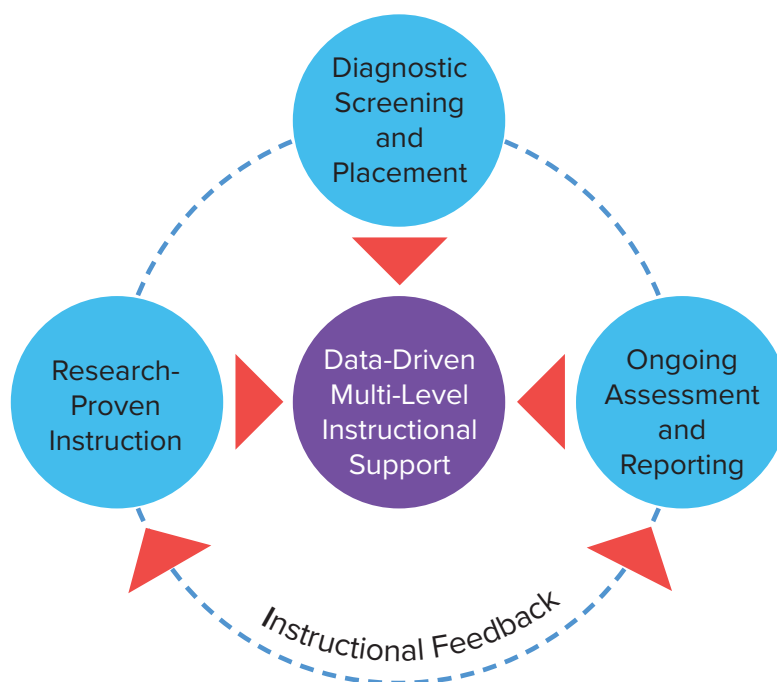 Diagnostic
Screening
and
Placement
Research-
Proven
Instruction
Data-Driven
Multi-Level
Instructional
Support
Ongoing
Assessment
and
Reporting
Instructional Feedback